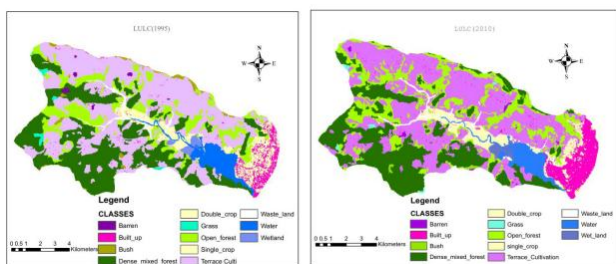 LULC(1995)
N
W E
S
Legend
CLASSES
Barren
Built_up
Bush
Dense_mixed_forest
Double_crop
Grass
Open_forest
Single_crop
Terrace Culti
Waste_land
Water
Wetland
0 0.5 1 2 3 4
Kilometers
LULC (2010)
N
W E
S
Legend
CLASSES
Barren
Built_up
Bush
Dense_mixed_forest
Double_crop
Grass
Open_forest
single_crop
Terrace_Cultivation
Waste_land
Water
Wet_land
0 0.5 1 2 3 4
Kilometers